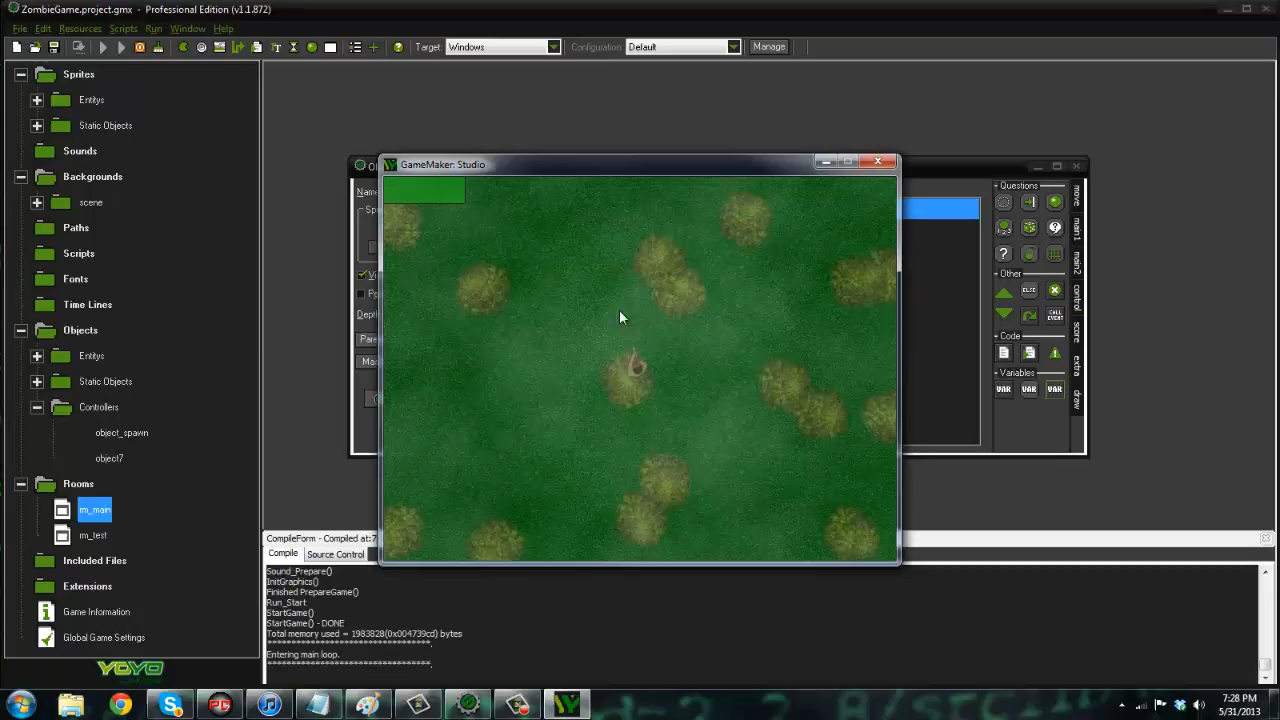 ZombieGame.project.gmx - Professional Edition (v1.1.872)
File Edit Resources Scripts Run Window Help
Target: Windows Configuration: Default Manage
Sprites
Entitys
Static Objects
Sounds
Backgrounds
scene
Paths
Scripts
Fonts
Time Lines
Objects
Entitys
Static Objects
Controllers
object_spawn
object7
Rooms
rm_main
rm_test
Included Files
Extensions
Game Information
Global Game Settings
YOYO
GameMaker: Studio
Questions
Other
ELSE
CALL EVENT
Code
Variables
VAR VAR VAR
move
main1
main2
control
score
extra
draw
CompileForm - Compiled at:7
Compile Source Control
Sound_Prepare()
InitGraphics()
Finished PrepareGame()
Run_Start
StartGame()
StartGame() - DONE
Total memory used = 1983828(0x004739cd) bytes
**********************************.
Entering main loop.
**********************************.
7:28 PM
5/31/2013